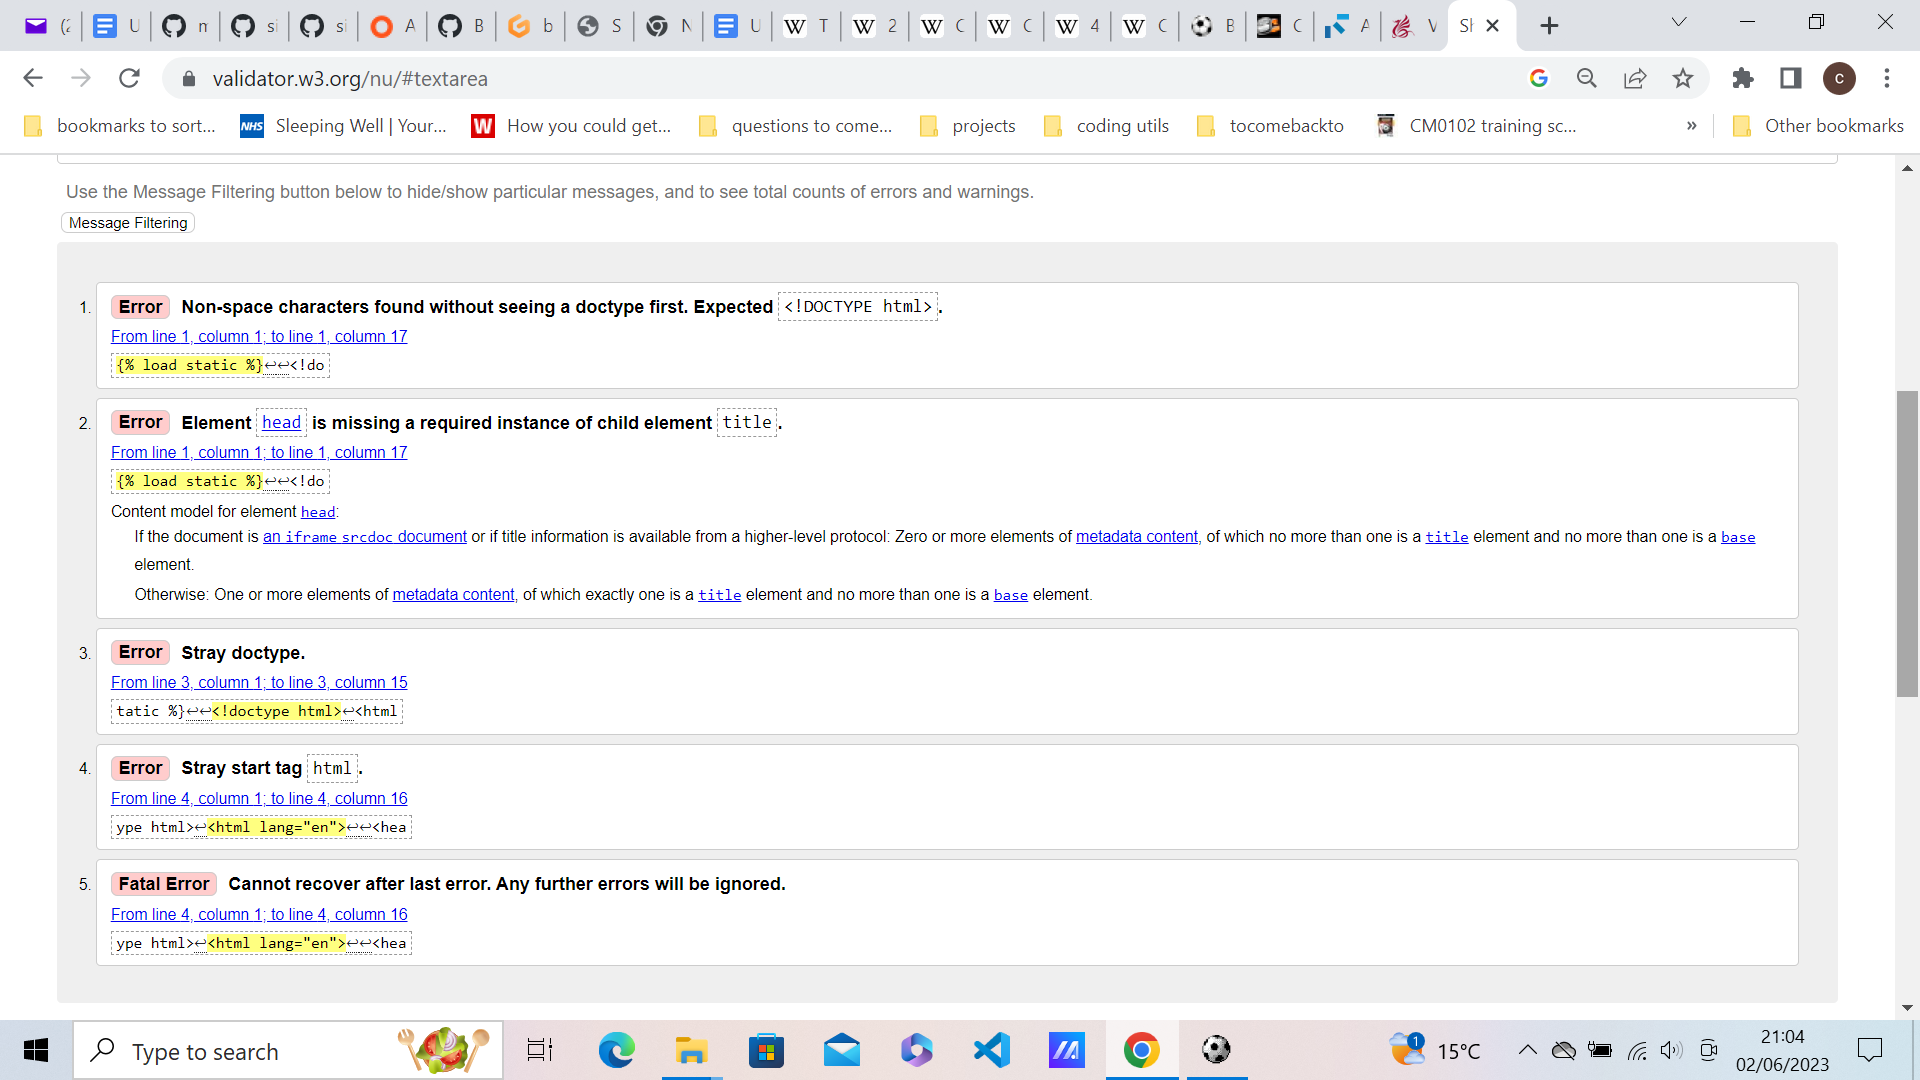 U
m
si
si
A
B
b
S
N
U
T
2
C
C
4
C
B
C
A
V
Sh
validator.w3.org/nu/#textarea
c
bookmarks to sort...
NHS
Sleeping Well | Your...
W
How you could get...
questions to come...
projects
coding utils
tocomebackto
CM0102 training sc...
»
Other bookmarks
Use the Message Filtering button below to hide/show particular messages, and to see total counts of errors and warnings.
Message Filtering
1. Error Non-space characters found without seeing a doctype first. Expected <!DOCTYPE html>.
From line 1, column 1; to line 1, column 17
{% load static %}↩↩<!do
2. Error Element head is missing a required instance of child element title.
From line 1, column 1; to line 1, column 17
{% load static %}↩↩<!do
Content model for element head:
If the document is an iframe srcdoc document or if title information is available from a higher-level protocol: Zero or more elements of metadata content, of which no more than one is a title element and no more than one is a base
element.
Otherwise: One or more elements of metadata content, of which exactly one is a title element and no more than one is a base element.
3. Error Stray doctype.
From line 3, column 1; to line 3, column 15
tatic %}↩↩<!doctype html>↩<html
4. Error Stray start tag html.
From line 4, column 1; to line 4, column 16
ype html>↩<html lang="en">↩↩<hea
5. Fatal Error Cannot recover after last error. Any further errors will be ignored.
From line 4, column 1; to line 4, column 16
ype html>↩<html lang="en">↩↩<hea
Type to search
1
15°C
21:04
02/06/2023